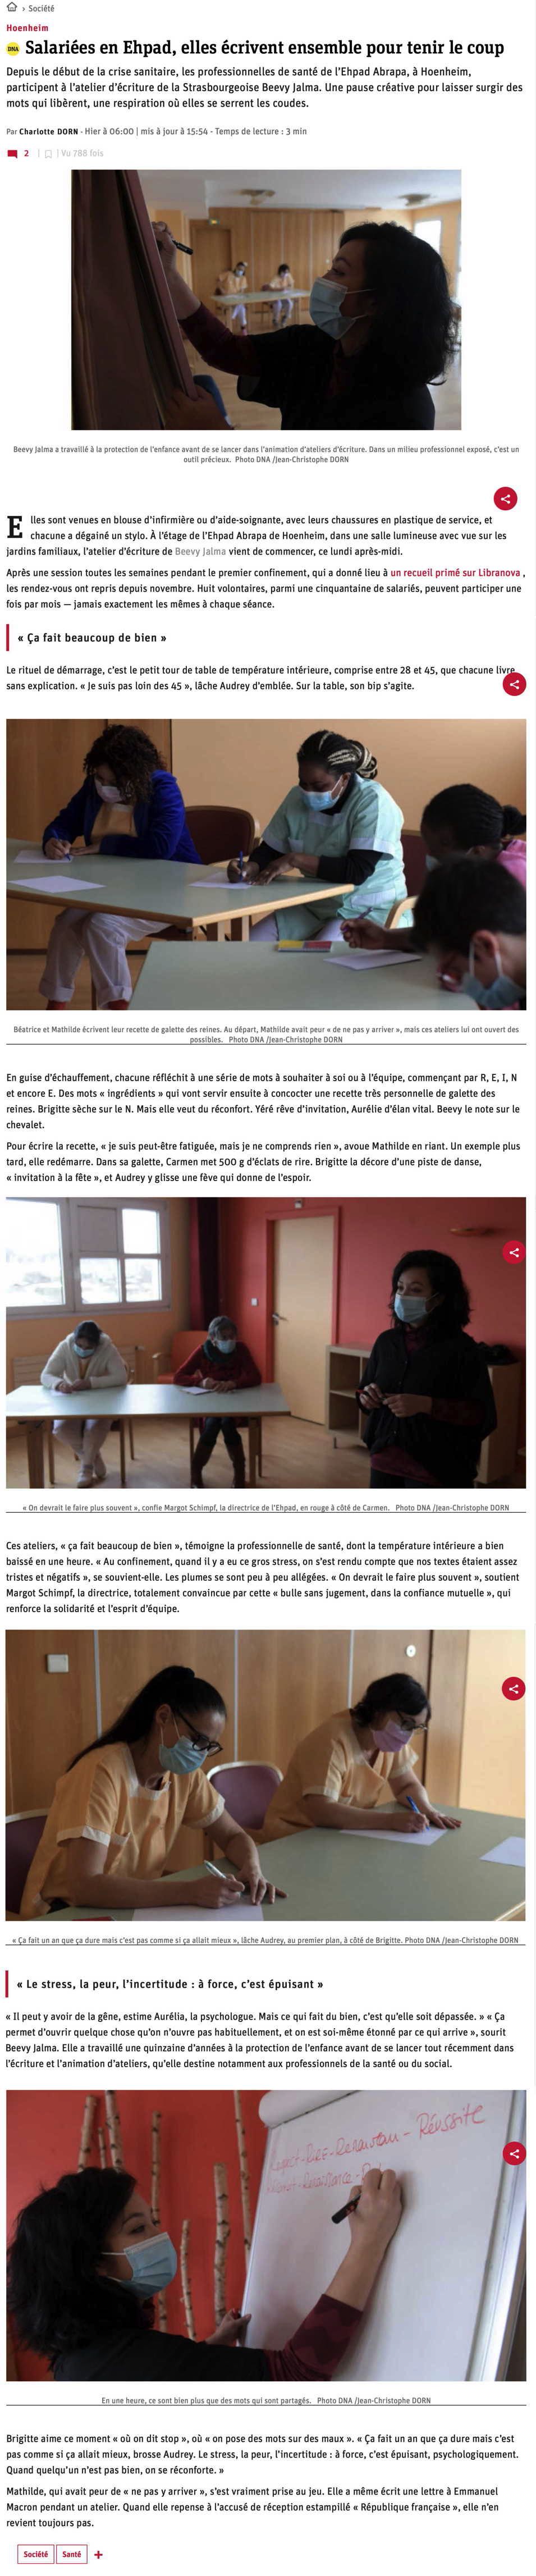 › Société
Hoenheim
DNA Salariées en Ehpad, elles écrivent ensemble pour tenir le coup
Depuis le début de la crise sanitaire, les professionnelles de santé de l'Ehpad Abrapa, à Hoenheim,
participent à l'atelier d'écriture de la Strasbourgeoise Beevy Jalma. Une pause créative pour laisser surgir des
mots qui libèrent, une respiration où elles se serrent les coudes.
Par Charlotte DORN - Hier à 06:00 | mis à jour à 15:54 - Temps de lecture : 3 min
2 | | Vu 788 fois
Beevy Jalma a travaillé à la protection de l'enfance avant de se lancer dans l'animation d'ateliers d'écriture. Dans un milieu professionnel exposé, c'est un
outil précieux. Photo DNA /Jean-Christophe DORN
Elles sont venues en blouse d'infirmière ou d'aide-soignante, avec leurs chaussures en plastique de service, et
chacune a dégainé un stylo. À l'étage de l'Ehpad Abrapa de Hoenheim, dans une salle lumineuse avec vue sur les
jardins familiaux, l'atelier d'écriture de Beevy Jalma vient de commencer, ce lundi après-midi.
Après une session toutes les semaines pendant le premier confinement, qui a donné lieu à un recueil primé sur Libranova ,
les rendez-vous ont repris depuis novembre. Huit volontaires, parmi une cinquantaine de salariés, peuvent participer une
fois par mois — jamais exactement les mêmes à chaque séance.
« Ça fait beaucoup de bien »
Le rituel de démarrage, c'est le petit tour de table de température intérieure, comprise entre 28 et 45, que chacune livre
sans explication. « Je suis pas loin des 45 », lâche Audrey d'emblée. Sur la table, son bip s'agite.
Béatrice et Mathilde écrivent leur recette de galette des reines. Au départ, Mathilde avait peur « de ne pas y arriver », mais ces ateliers lui ont ouvert des
possibles. Photo DNA /Jean-Christophe DORN
En guise d'échauffement, chacune réfléchit à une série de mots à souhaiter à soi ou à l'équipe, commençant par R, E, I, N
et encore E. Des mots « ingrédients » qui vont servir ensuite à concocter une recette très personnelle de galette des
reines. Brigitte sèche sur le N. Mais elle veut du réconfort. Yéré rêve d'invitation, Aurélie d'élan vital. Beevy le note sur le
chevalet.
Pour écrire la recette, « je suis peut-être fatiguée, mais je ne comprends rien », avoue Mathilde en riant. Un exemple plus
tard, elle redémarre. Dans sa galette, Carmen met 500 g d'éclats de rire. Brigitte la décore d'une piste de danse,
« invitation à la fête », et Audrey y glisse une fève qui donne de l'espoir.
« On devrait le faire plus souvent », confie Margot Schimpf, la directrice de l'Ehpad, en rouge à côté de Carmen. Photo DNA /Jean-Christophe DORN
Ces ateliers, « ça fait beaucoup de bien », témoigne la professionnelle de santé, dont la température intérieure a bien
baissé en une heure. « Au confinement, quand il y a eu ce gros stress, on s'est rendu compte que nos textes étaient assez
tristes et négatifs », se souvient-elle. Les plumes se sont peu à peu allégées. « On devrait le faire plus souvent », soutient
Margot Schimpf, la directrice, totalement convaincue par cette « bulle sans jugement, dans la confiance mutuelle », qui
renforce la solidarité et l'esprit d'équipe.
« Ça fait un an que ça dure mais c'est pas comme si ça allait mieux », lâche Audrey, au premier plan, à côté de Brigitte. Photo DNA /Jean-Christophe DORN
« Le stress, la peur, l'incertitude : à force, c'est épuisant »
« Il peut y avoir de la gêne, estime Aurélia, la psychologue. Mais ce qui fait du bien, c'est qu'elle soit dépassée. » « Ça
permet d'ouvrir quelque chose qu'on n'ouvre pas habituellement, et on est soi-même étonné par ce qui arrive », sourit
Beevy Jalma. Elle a travaillé une quinzaine d'années à la protection de l'enfance avant de se lancer tout récemment dans
l'écriture et l'animation d'ateliers, qu'elle destine notamment aux professionnels de la santé ou du social.
Renouveau - Réussite
En une heure, ce sont bien plus que des mots qui sont partagés. Photo DNA /Jean-Christophe DORN
Brigitte aime ce moment « où on dit stop », où « on pose des mots sur des maux ». « Ça fait un an que ça dure mais c'est
pas comme si ça allait mieux, brosse Audrey. Le stress, la peur, l'incertitude : à force, c'est épuisant, psychologiquement.
Quand quelqu'un n'est pas bien, on se réconforte. »
Mathilde, qui avait peur de « ne pas y arriver », s'est vraiment prise au jeu. Elle a même écrit une lettre à Emmanuel
Macron pendant un atelier. Quand elle repense à l'accusé de réception estampillé « République française », elle n'en
revient toujours pas.
Société Santé +